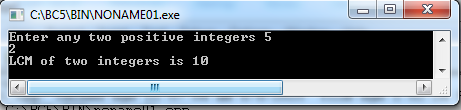 C:\BC5\BIN\NONAME01.exe
Enter any two positive integers 5
2
LCM of two integers is 10